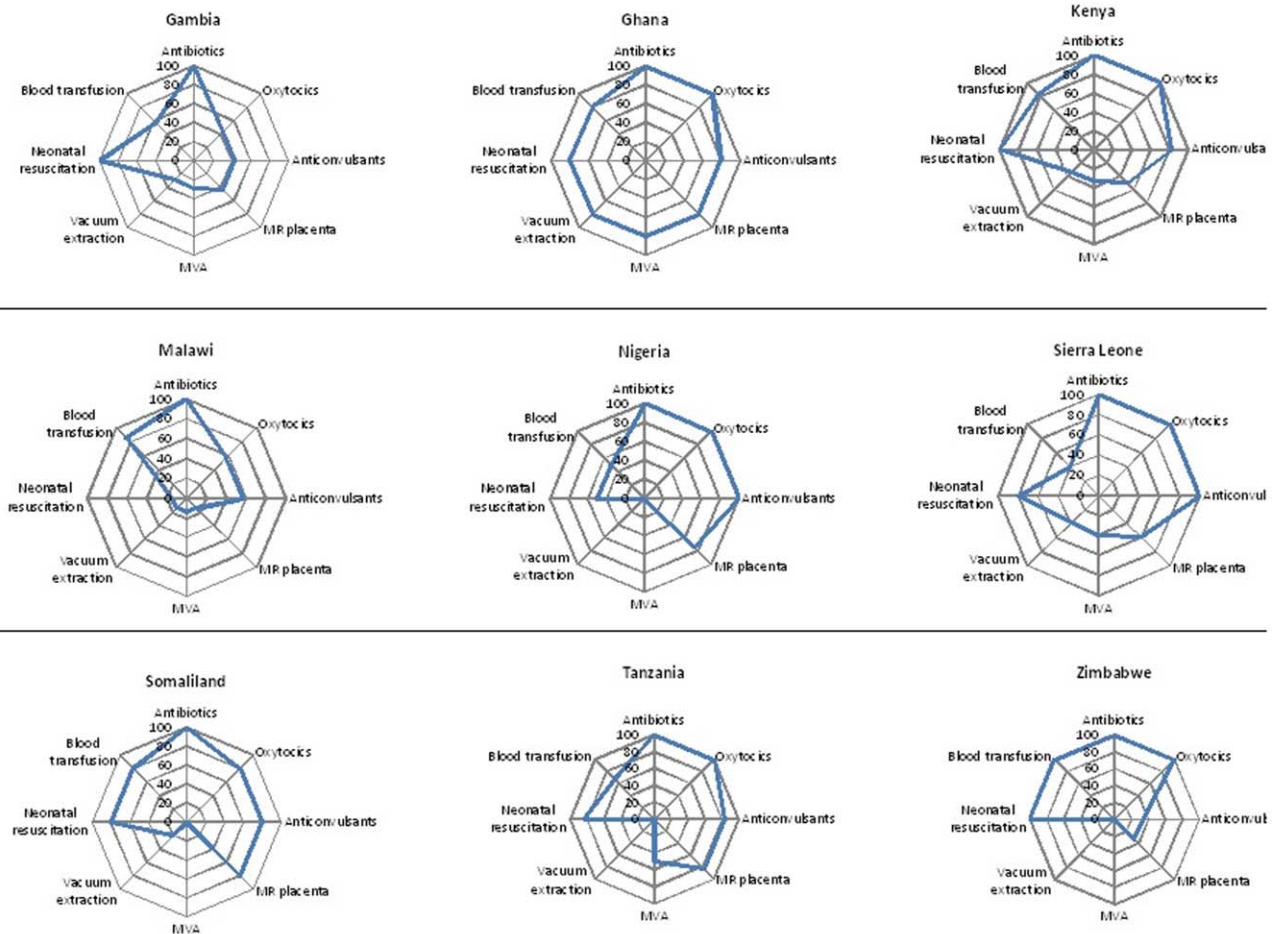 Gambia
Antibiotics
100
80
60
40
20
0
Oxytocics
Anticonvulsants
MR placenta
MVA
Vacuum
extraction
Neonatal
resuscitation
Blood transfusion
Ghana
Antibiotics
100
80
60
40
20
0
Oxytocics
Anticonvulsants
MR placenta
MVA
Vacuum
extraction
Neonatal
resuscitation
Blood transfusion
Kenya
Antibiotics
100
80
60
40
20
0
Oxytocics
Anticonvulsa
MR placenta
MVA
Vacuum
extraction
Neonatal
resuscitation
Blood
transfusion
Malawi
Antibiotics
100
80
60
40
20
0
Oxytocics
Anticonvulsants
MR placenta
MVA
Vacuum
extraction
Neonatal
resuscitation
Blood
transfusion
Nigeria
Antibiotics
100
80
60
40
20
0
Oxytocics
Anticonvulsants
MR placenta
MVA
Vacuum
extraction
Neonatal
resuscitation
Blood
transfusion
Sierra Leone
Antibiotics
100
80
60
40
20
0
Oxytocics
Anticonvul
MR placenta
MVA
Vacuum
extraction
Neonatal
resuscitation
Blood
transfusion
Somaliland
Antibiotics
100
80
60
40
20
0
Oxytocics
Anticonvulsants
MR placenta
MVA
Vacuum
extraction
Neonatal
resuscitation
Blood
transfusion
Tanzania
Antibiotics
100
80
60
40
20
0
Oxytocics
Anticonvulsants
MR placenta
MVA
Vacuum
extraction
Neonatal
resuscitation
Blood transfusion
Zimbabwe
Antibiotics
100
80
60
40
20
0
Oxytocics
Anticonvul
MR placenta
MVA
Vacuum
extraction
Neonatal
resuscitation
Blood transfusion